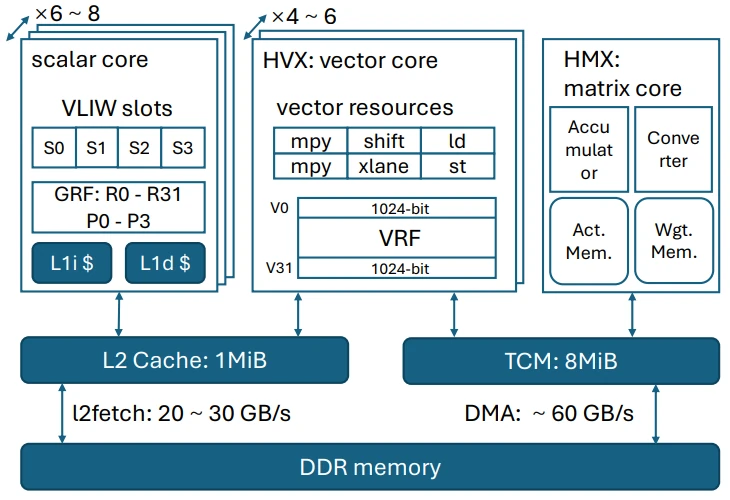 ×6 ~ 8
×4 ~ 6
scalar core
VLIW slots
S0 S1 S2 S3
GRF: R0 - R31
P0 - P3
L1i $ L1d $
HVX: vector core
vector resources
mpy shift ld
mpy xlane st
V0 1024-bit
VRF
V31 1024-bit
HMX:
matrix core
Accu
mulat
or
Conve
rter
Act.
Mem.
Wgt.
Mem.
L2 Cache: 1MiB
TCM: 8MiB
l2fetch: 20 ~ 30 GB/s
DMA: ~ 60 GB/s
DDR memory